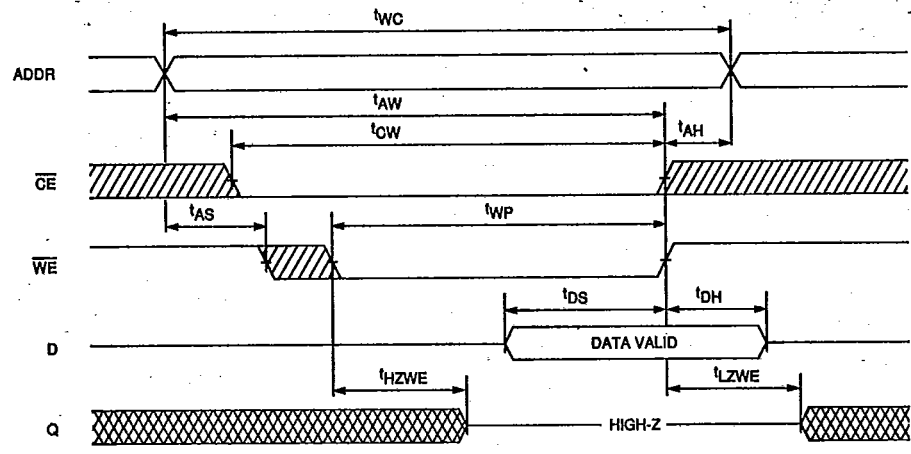 tWC
ADDR
tAW
tCW
tAH
CE
tAS
tWP
WE
tDS
tDH
D
DATA VALID
tHZWE
tLZWE
Q
HIGH-Z